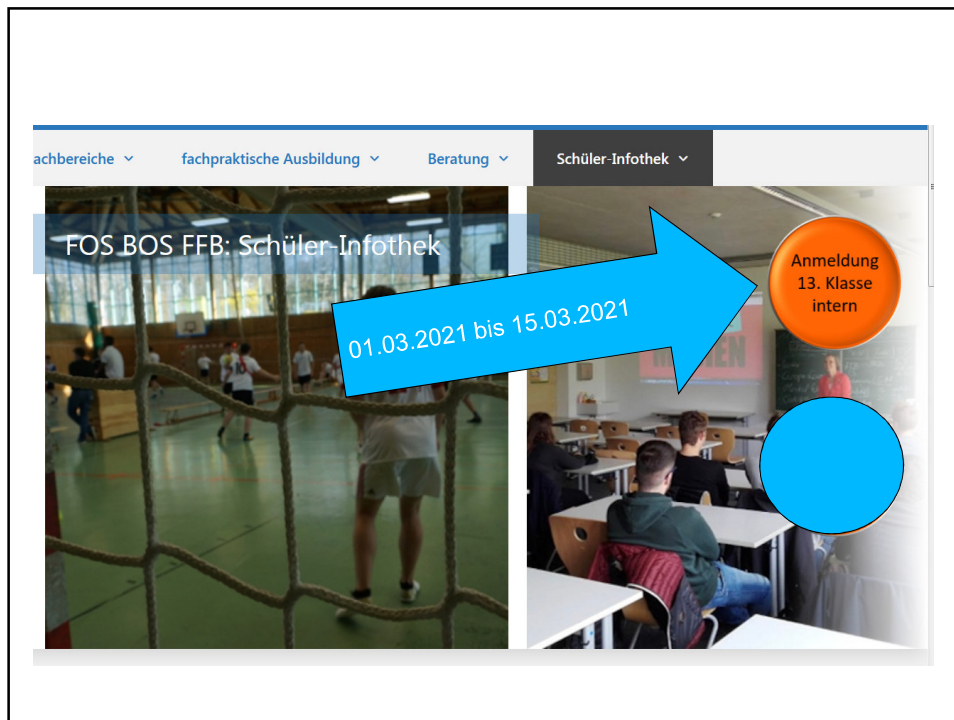 achbereiche
fachpraktische Ausbildung
Beratung
Schüler-Infothek
FOS BOS FFB: Schüler-Infothek
01.03.2021 bis 15.03.2021
Anmeldung
13. Klasse
intern